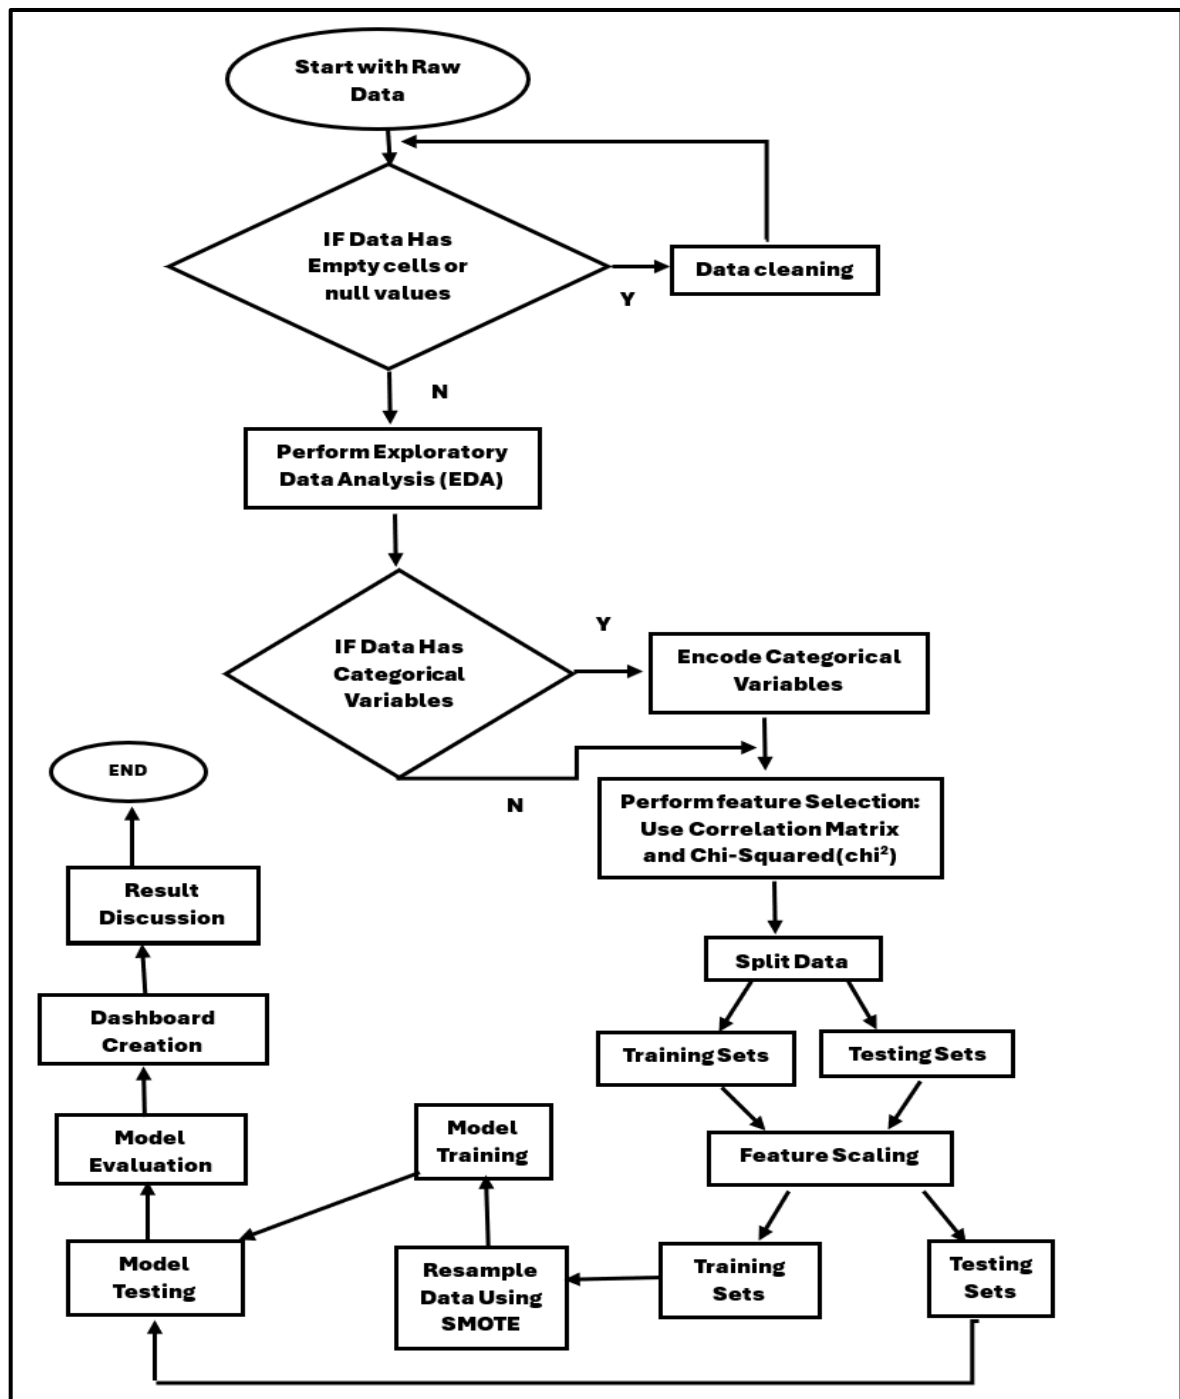 Start with Raw
Data
IF Data Has
Empty cells or
null values
Y
Data cleaning
N
Perform Exploratory
Data Analysis (EDA)
IF Data Has
Categorical
Variables
Y
Encode Categorical
Variables
N
Perform feature Selection:
Use Correlation Matrix
and Chi-Squared(chi²)
Split Data
Training Sets
Testing Sets
Feature Scaling
Training
Sets
Testing
Sets
Resample
Data Using
SMOTE
Model
Training
Model
Testing
Model
Evaluation
Dashboard
Creation
Result
Discussion
END